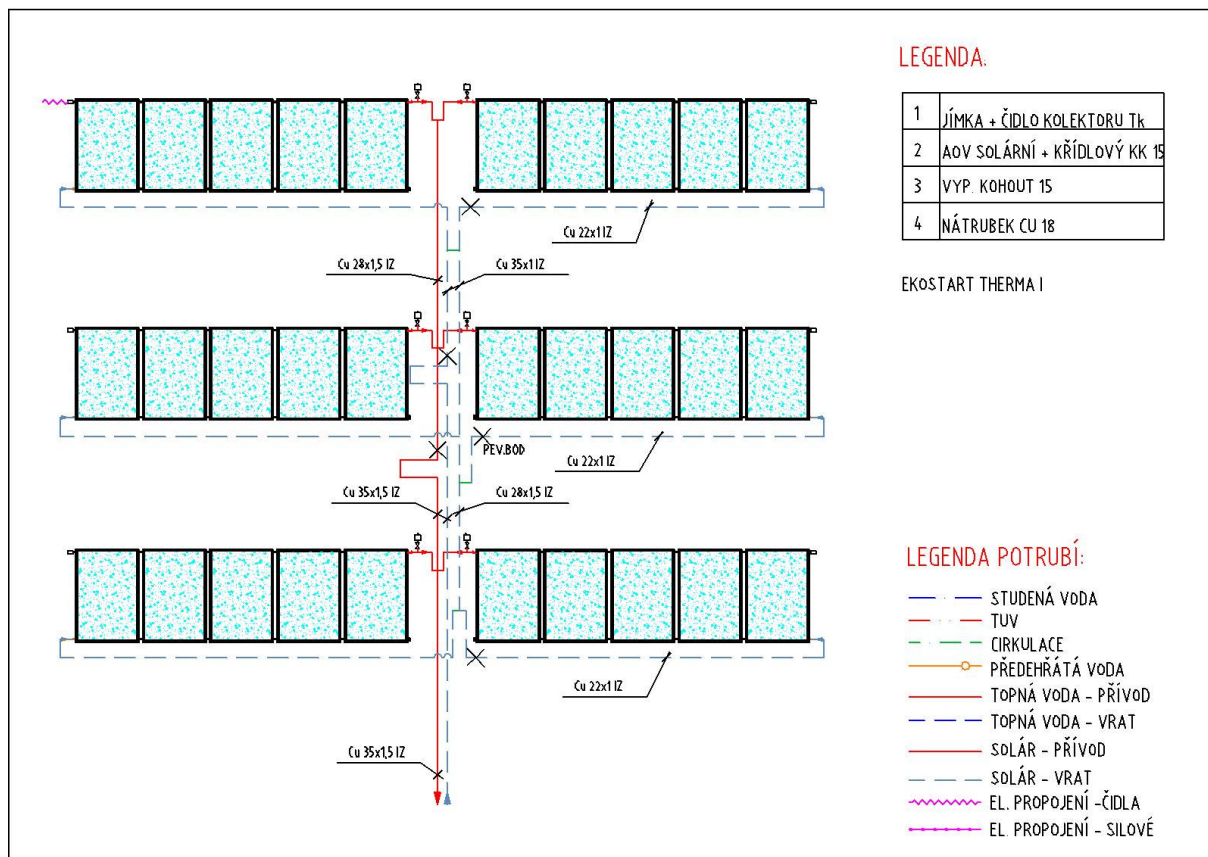 LEGENDA:
1 JÍMKA + ČIDLO KOLEKTORU Tk
2 AOV SOLÁRNÍ + KŘÍDLOVÝ KK 15
3 VYP. KOHOUT 15
4 NÁTRUBEK CU 18
EKOSTART THERMA I
Cu 22x1 IZ
Cu 28x1,5 IZ
Cu 35x1 IZ
PEV.BOD
Cu 22x1 IZ
Cu 35x1,5 IZ
Cu 28x1,5 IZ
Cu 22x1 IZ
Cu 35x1,5 IZ
LEGENDA POTRUBÍ:
STUDENÁ VODA
TUV
CIRKULACE
PŘEDEHŘÁTÁ VODA
TOPNÁ VODA - PŘÍVOD
TOPNÁ VODA - VRAT
SOLÁR - PŘÍVOD
SOLÁR - VRAT
EL. PROPOJENÍ -ČIDLA
EL. PROPOJENÍ - SILOVÉ